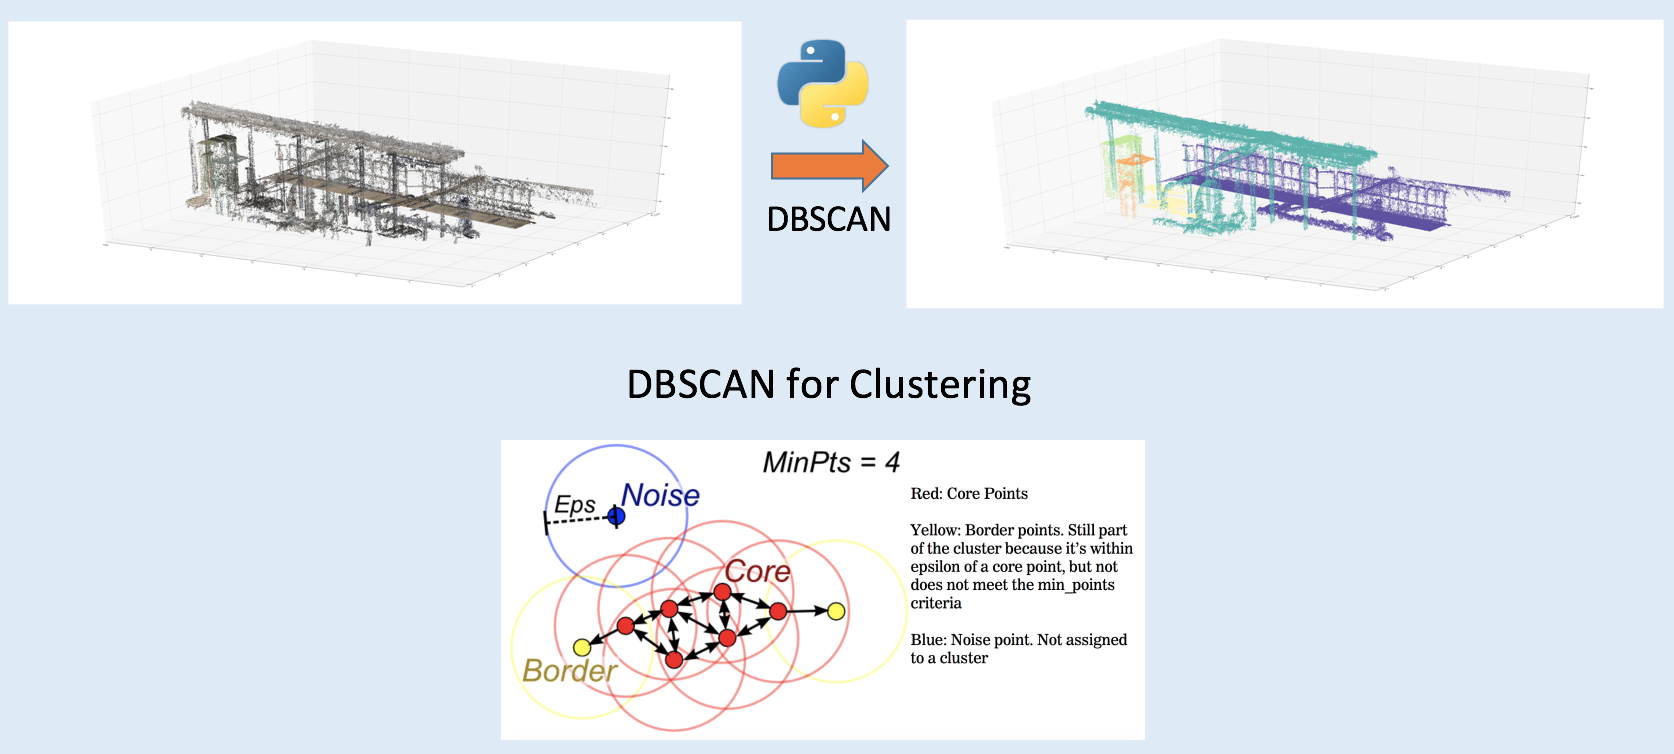 DBSCAN
DBSCAN for Clustering
MinPts = 4
Eps
Noise
Core
Border
Red: Core Points
Yellow: Border points. Still part
of the cluster because it's within
epsilon of a core point, but not
does not meet the min_points
criteria
Blue: Noise point. Not assigned
to a cluster